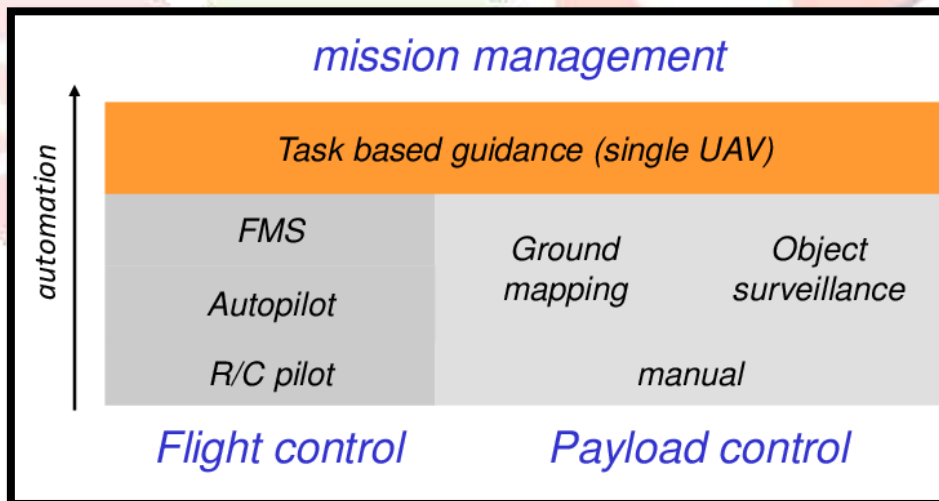 mission management
automation
Task based guidance (single UAV)
FMS
Autopilot
R/C pilot
Ground
mapping
Object
surveillance
manual
Flight control
Payload control